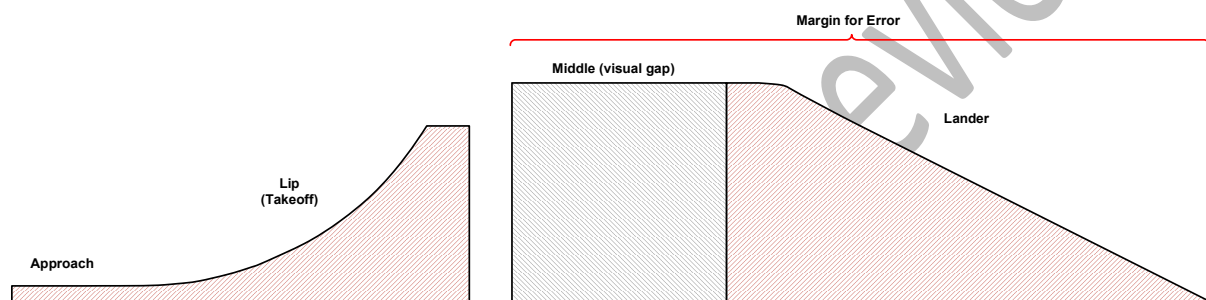 Margin for Error
Middle (visual gap)
Lander
Lip
(Takeoff)
Approach